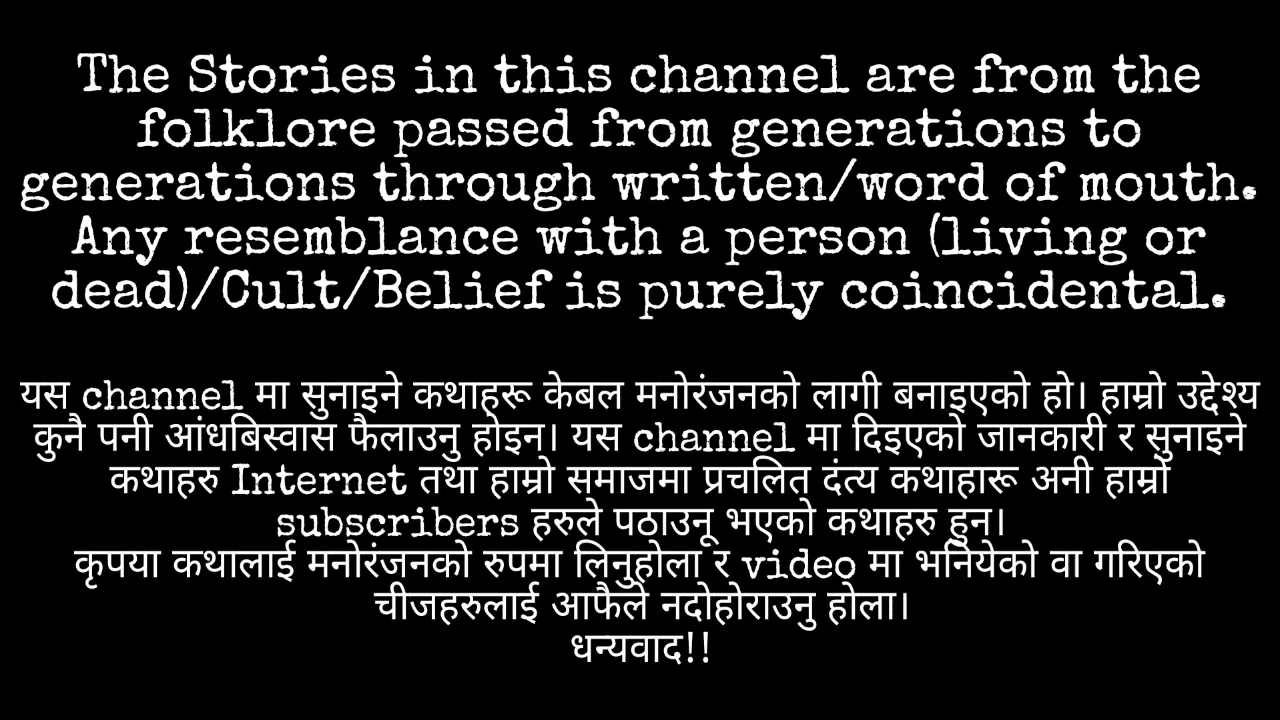 The Stories in this channel are from the
folklore passed from generations to
generations through written/word of mouth.
Any resemblance with a person (living or
dead)/Cult/Belief is purely coincidental.
यस channel मा सुनाइने कथाहरू केबल मनोरंजनको लागी बनाइएको हो। हाम्रो उद्देश्य
कुनै पनी आंधबिस्वास फैलाउनु होइन। यस channel मा दिइएको जानकारी र सुनाइने
कथाहरु Internet तथा हाम्रो समाजमा प्रचलित दंत्य कथाहारू अनी हाम्रो
subscribers हरुले पठाउनू भएको कथाहरु हुन।
कृपया कथालाई मनोरंजनको रुपमा लिनुहोला र video मा भनियेको वा गरिएको
चीजहरुलाई आफैले नदोहोराउनु होला।
धन्यवाद!!